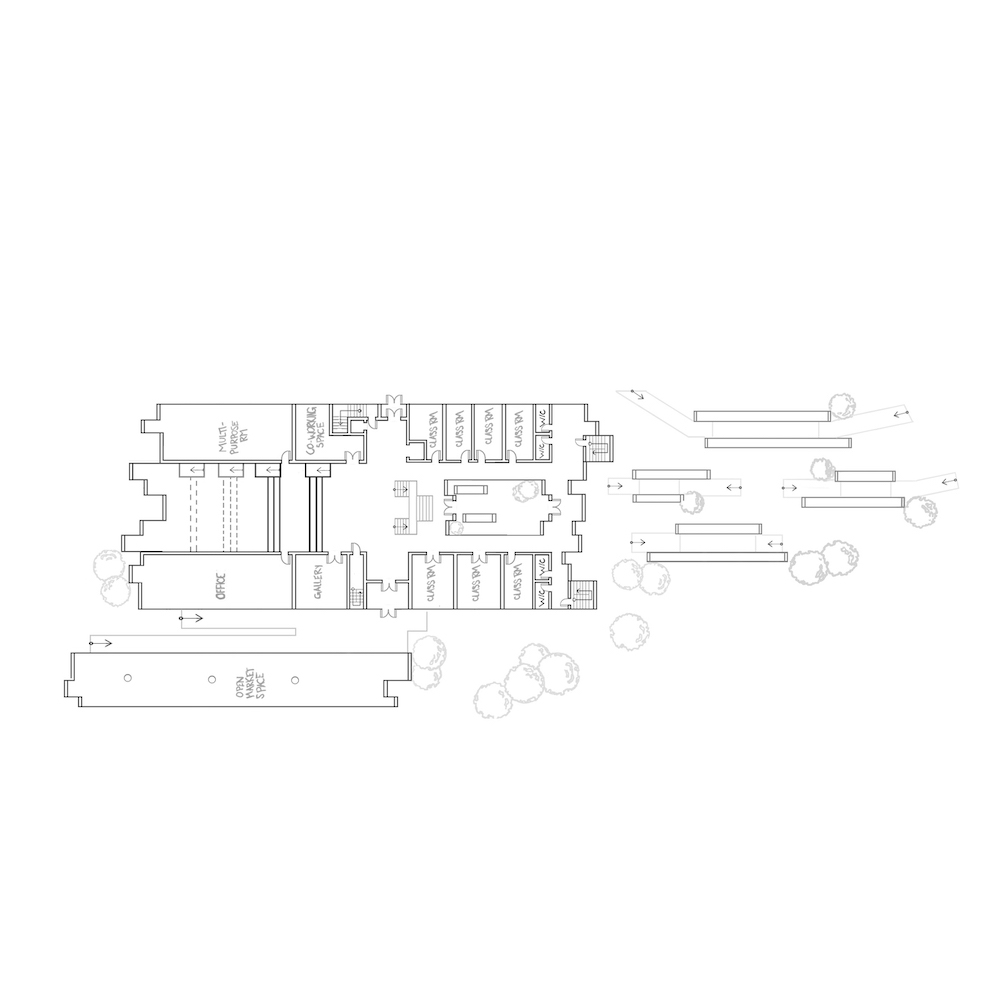 MULTI-
PURPOSE
RM
CO-WORKING
SPACE
CLASS RM
CLASS RM
CLASS RM
CLASS RM
W/C
W/C
OFFICE
GALLERY
CLASS RM
CLASS RM
CLASS RM
W/C
W/C
OPEN
MARKET
SPACE